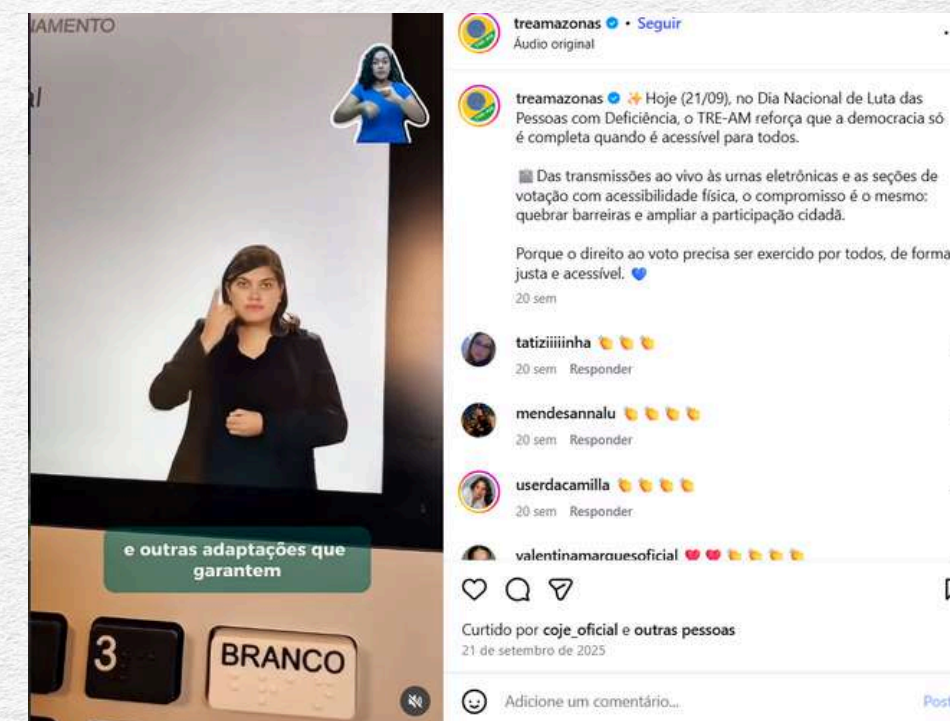 AMENTO
e outras adaptações que
garantem
3
BRANCO
treamazonas • Seguir
Áudio original
treamazonas ✨ Hoje (21/09), no Dia Nacional de Luta das
Pessoas com Deficiência, o TRE-AM reforça que a democracia só
é completa quando é acessível para todos.
🏢 Das transmissões ao vivo às urnas eletrônicas e as seções de
votação com acessibilidade física, o compromisso é o mesmo:
quebrar barreiras e ampliar a participação cidadã.
Porque o direito ao voto precisa ser exercido por todos, de forma
justa e acessível. 💙
20 sem
tatiziiiiinha 👏👏👏
20 sem Responder
mendesannalu 👏👏👏👏
20 sem Responder
userdacamilla 👏👏👏👏
20 sem Responder
valentinamarquesoficial ❤️❤️👏👏👏👏
Curtido por coje_oficial e outras pessoas
21 de setembro de 2025
Adicione um comentário...